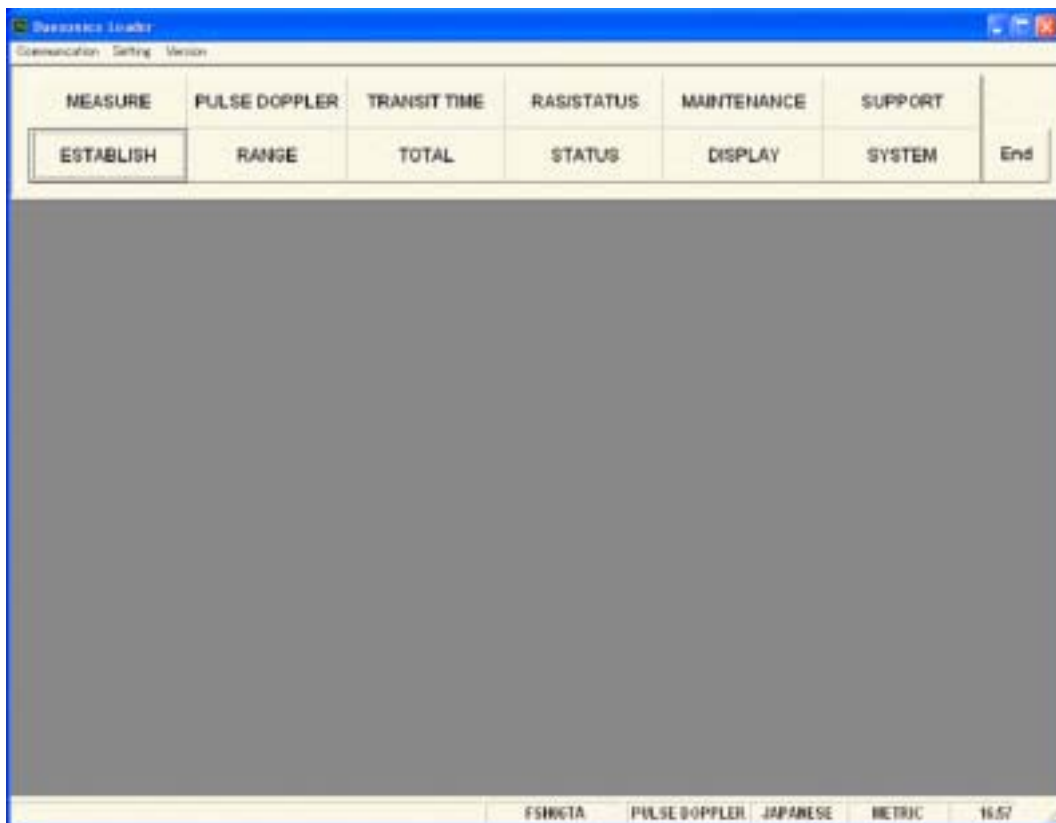 Duosonics Loader
Communication Setting Version
MEASURE PULSE DOPPLER TRANSIT TIME RAS/STATUS MAINTENANCE SUPPORT
ESTABLISH RANGE TOTAL STATUS DISPLAY SYSTEM End
PULSE DOPPLER JAPANESE METRIC 16:57